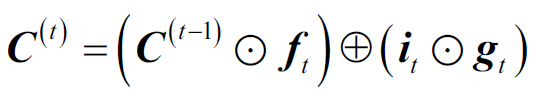 C^(t) = (C^(t−1) ⊙ f_t) ⊕ (i_t ⊙ g_t)